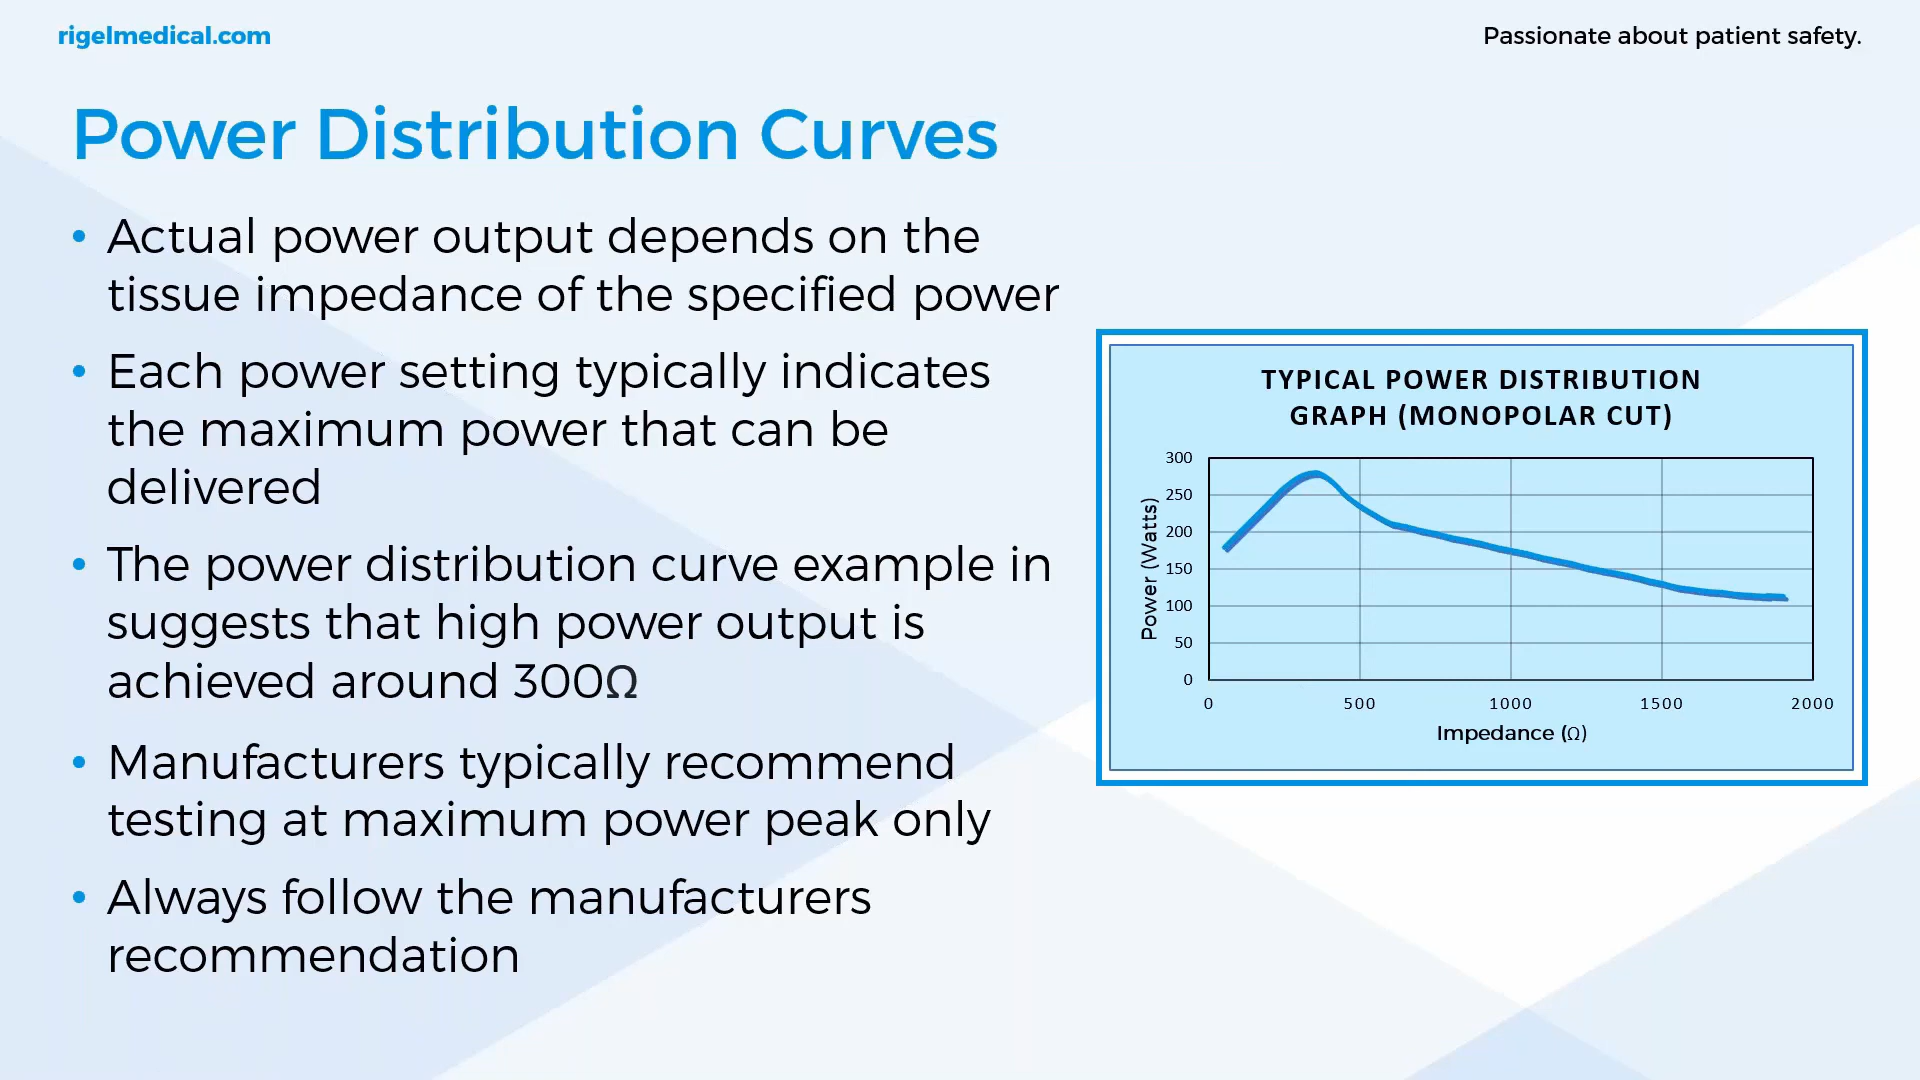 rigelmedical.com
Passionate about patient safety.
Power Distribution Curves
• Actual power output depends on the
tissue impedance of the specified power
• Each power setting typically indicates
the maximum power that can be
delivered
• The power distribution curve example in
suggests that high power output is
achieved around 300Ω
• Manufacturers typically recommend
testing at maximum power peak only
• Always follow the manufacturers
recommendation
TYPICAL POWER DISTRIBUTION
GRAPH (MONOPOLAR CUT)
Power (Watts)
300
250
200
150
100
50
0
0 500 1000 1500 2000
Impedance (Ω)